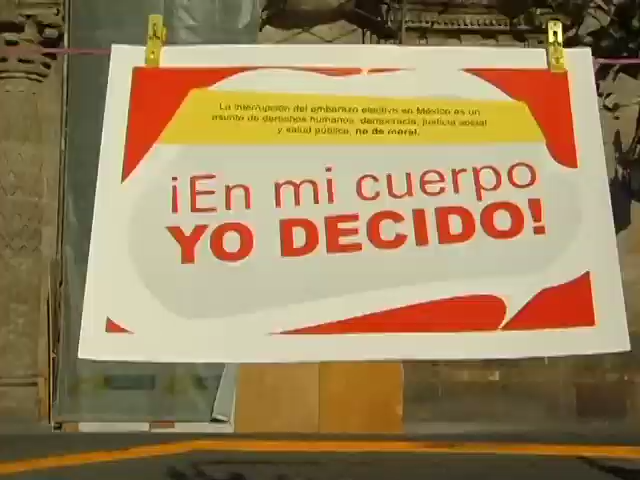 La interrupción del embarazo electivo en México es un
asunto de derechos humanos, democracia, justicia social
y salud pública, no de moral.
¡En mi cuerpo
YO DECIDO!